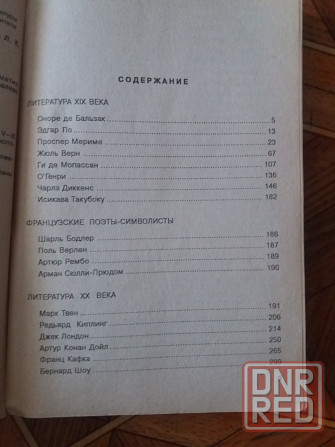 СОДЕРЖАНИЕ
ЛИТЕРАТУРА XIX ВЕКА
Оноре де Бальзак 5
Эдгар По 13
Проспер Мериме 23
Жюль Верн 67
Ги де Мопассан 107
О'Генри 136
Чарлз Диккенс 146
Исикава Такубоку 182
ФРАНЦУЗСКИЕ ПОЭТЫ-СИМВОЛИСТЫ
Шарль Бодлер 186
Поль Верлен 187
Артюр Рембо 189
Арман Сюлли-Прюдом 190
ЛИТЕРАТУРА XX ВЕКА
Марк Твен 191
Редьярд Киплинг 206
Джек Лондон 214
Артур Конан Дойл 250
Франц Кафка 265
Бернард Шоу
DNR
RED